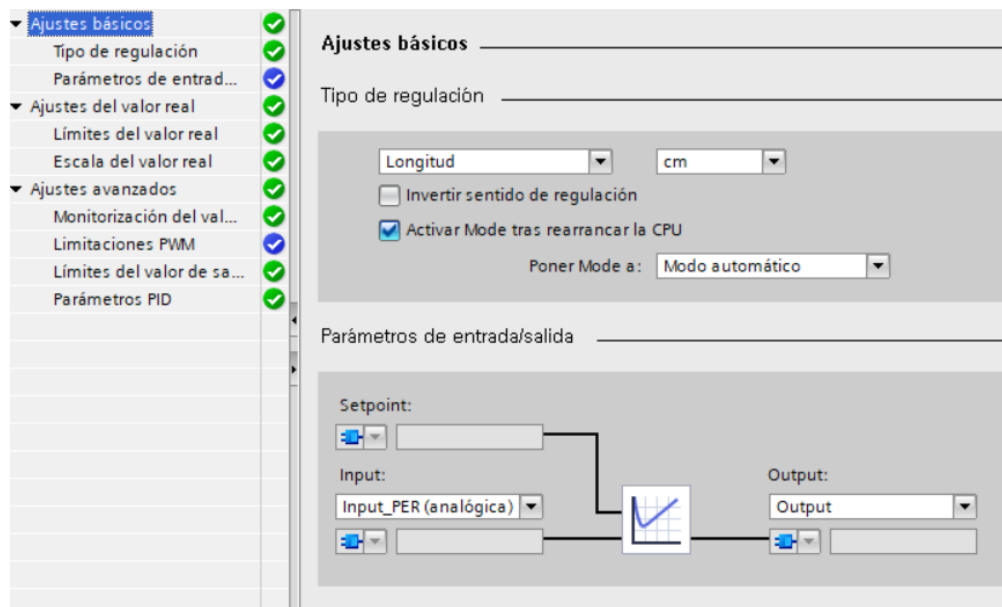 Ajustes básicos
Tipo de regulación
Parámetros de entrad...
Ajustes del valor real
Límites del valor real
Escala del valor real
Ajustes avanzados
Monitorización del val...
Limitaciones PWM
Límites del valor de sa...
Parámetros PID
Ajustes básicos
Tipo de regulación
Longitud
cm
Invertir sentido de regulación
Activar Mode tras rearrancar la CPU
Poner Mode a:
Modo automático
Parámetros de entrada/salida
Setpoint:
Input:
Input_PER (analógica)
Output:
Output